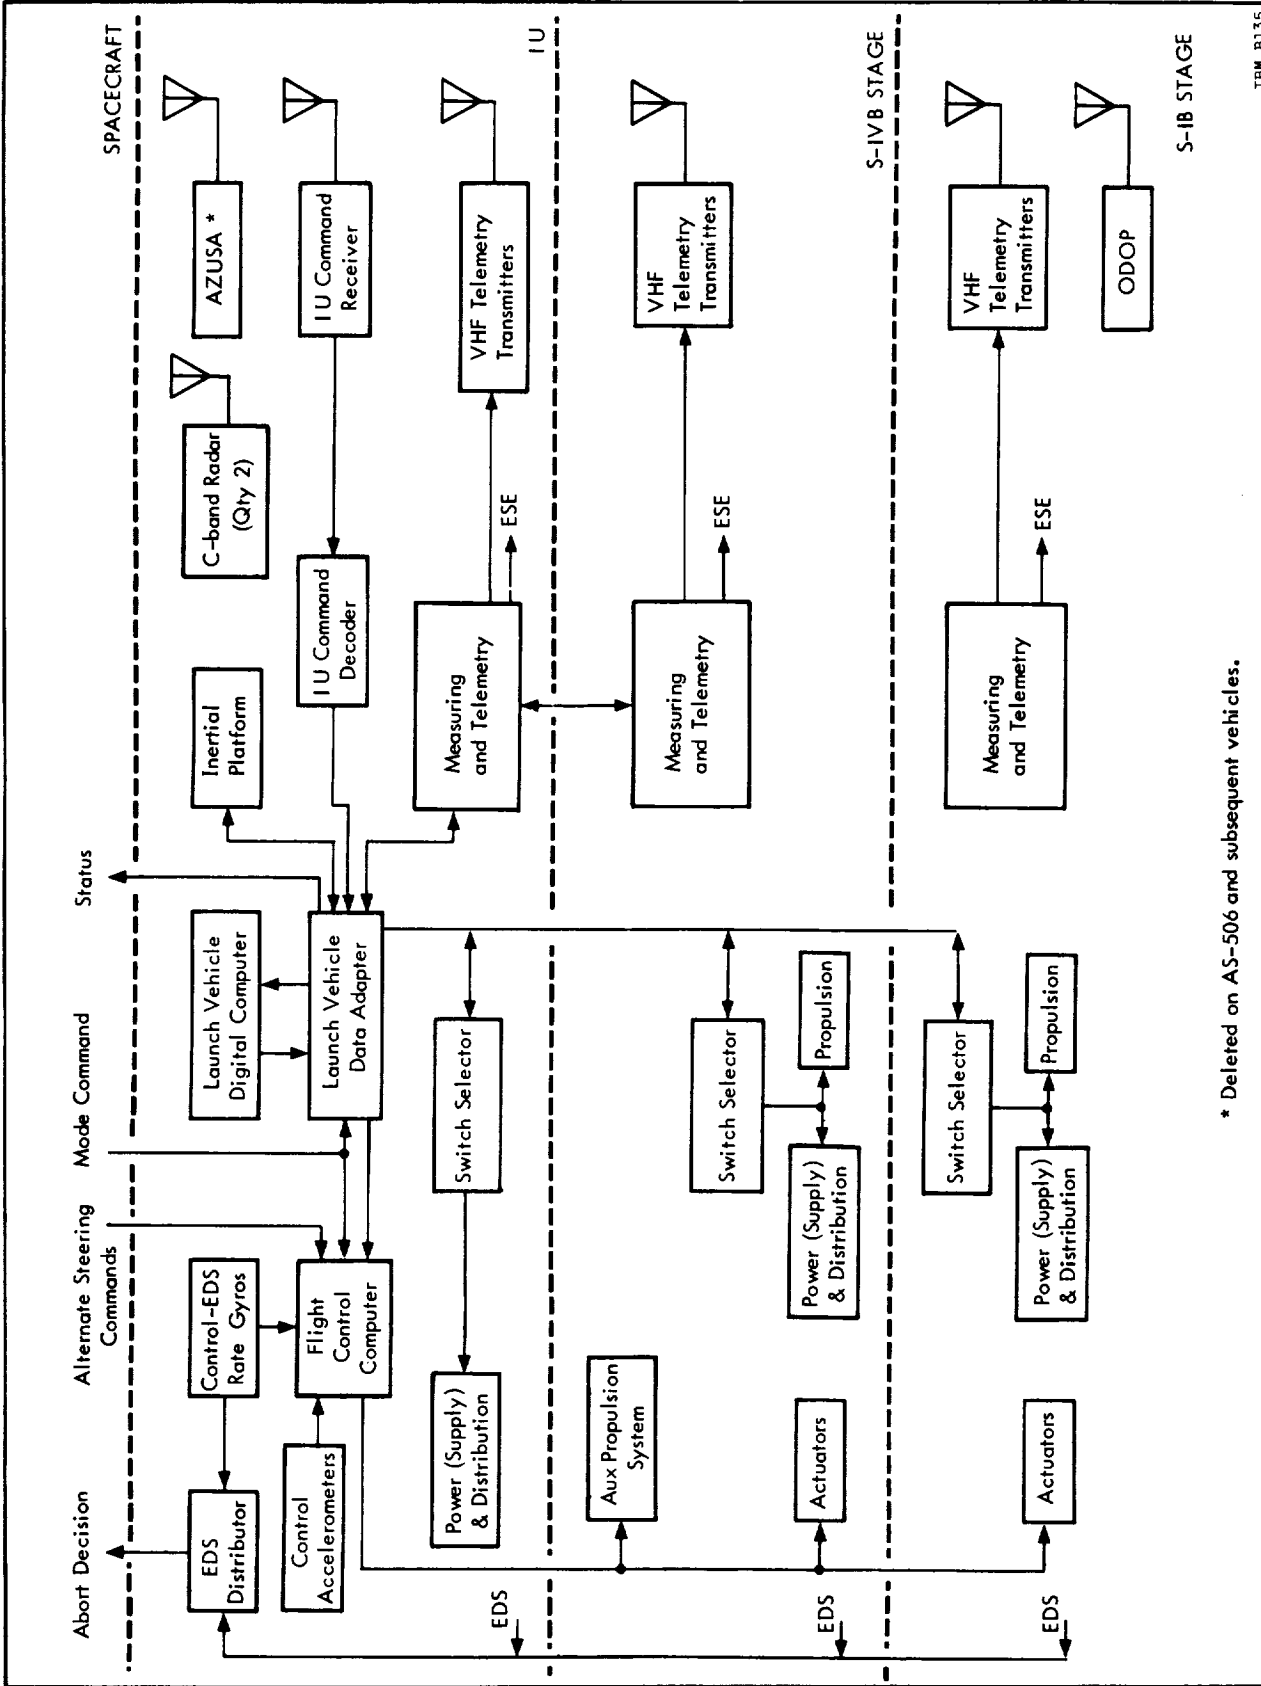 Abort Decision
Alternate Steering
Commands
Mode Command
Status
SPACECRAFT
EDS
Distributor
Control-EDS
Rate Gyros
Launch Vehicle
Digital Computer
Inertial
Platform
C-band Radar
(Qty 2)
AZUSA *
Control
Accelerometers
Flight
Control
Computer
Launch Vehicle
Data Adapter
I U Command
Decoder
I U Command
Receiver
Power (Supply)
& Distribution
Switch Selector
Measuring
and Telemetry
ESE
VHF Telemetry
Transmitters
EDS
I U
Aux Propulsion
System
Switch Selector
Measuring
and Telemetry
ESE
VHF
Telemetry
Transmitters
Actuators
Power (Supply)
& Distribution
Propulsion
EDS
S-IVB STAGE
Switch Selector
Measuring
and Telemetry
ESE
VHF
Telemetry
Transmitters
Actuators
Power (Supply)
& Distribution
Propulsion
ODOP
EDS
S-IB STAGE
* Deleted on AS-506 and subsequent vehicles.
IBM B135